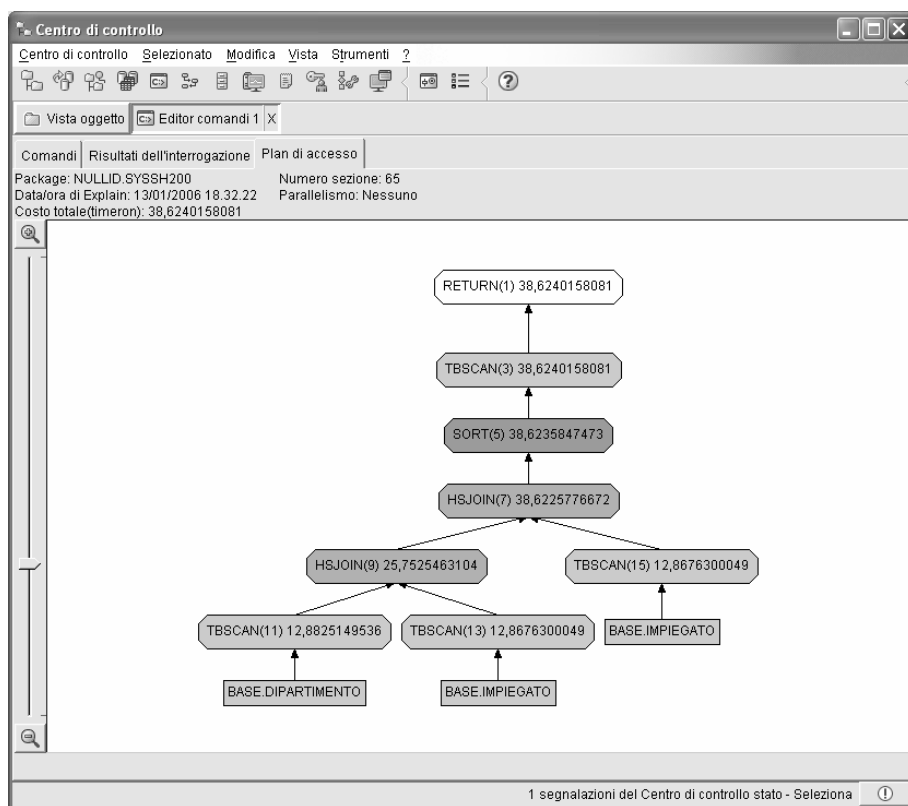 Centro di controllo
Centro di controllo Selezionato Modifica Vista Strumenti ?
Vista oggetto Editor comandi 1 X
Comandi Risultati dell'interrogazione Plan di accesso
Package: NULLID.SYSSH200 Numero sezione: 65
Data/ora di Explain: 13/01/2006 18.32.22 Parallelismo: Nessuno
Costo totale(timeron): 38,6240158081
RETURN(1) 38,6240158081
TBSCAN(3) 38,6240158081
SORT(5) 38,6235847473
HSJOIN(7) 38,6225776672
HSJOIN(9) 25,7525463104 TBSCAN(15) 12,8676300049
TBSCAN(11) 12,8825149536 TBSCAN(13) 12,8676300049 BASE.IMPIEGATO
BASE.DIPARTIMENTO BASE.IMPIEGATO
1 segnalazioni del Centro di controllo stato - Seleziona